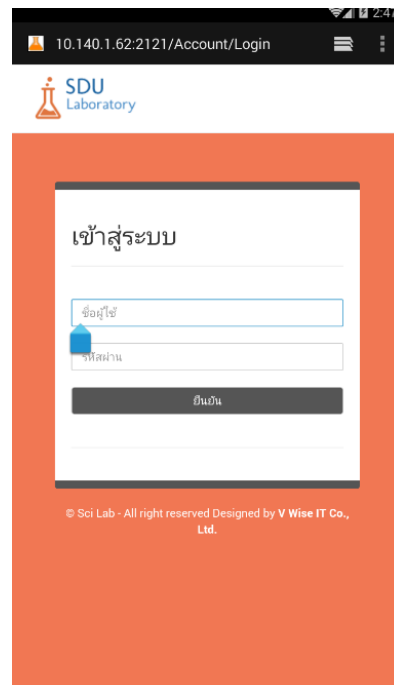 10.140.1.62:2121/Account/Login
SDU
Laboratory
เข้าสู่ระบบ
ชื่อผู้ใช้
รหัสผ่าน
ยืนยัน
© Sci Lab - All right reserved Designed by V Wise IT Co.,
Ltd.